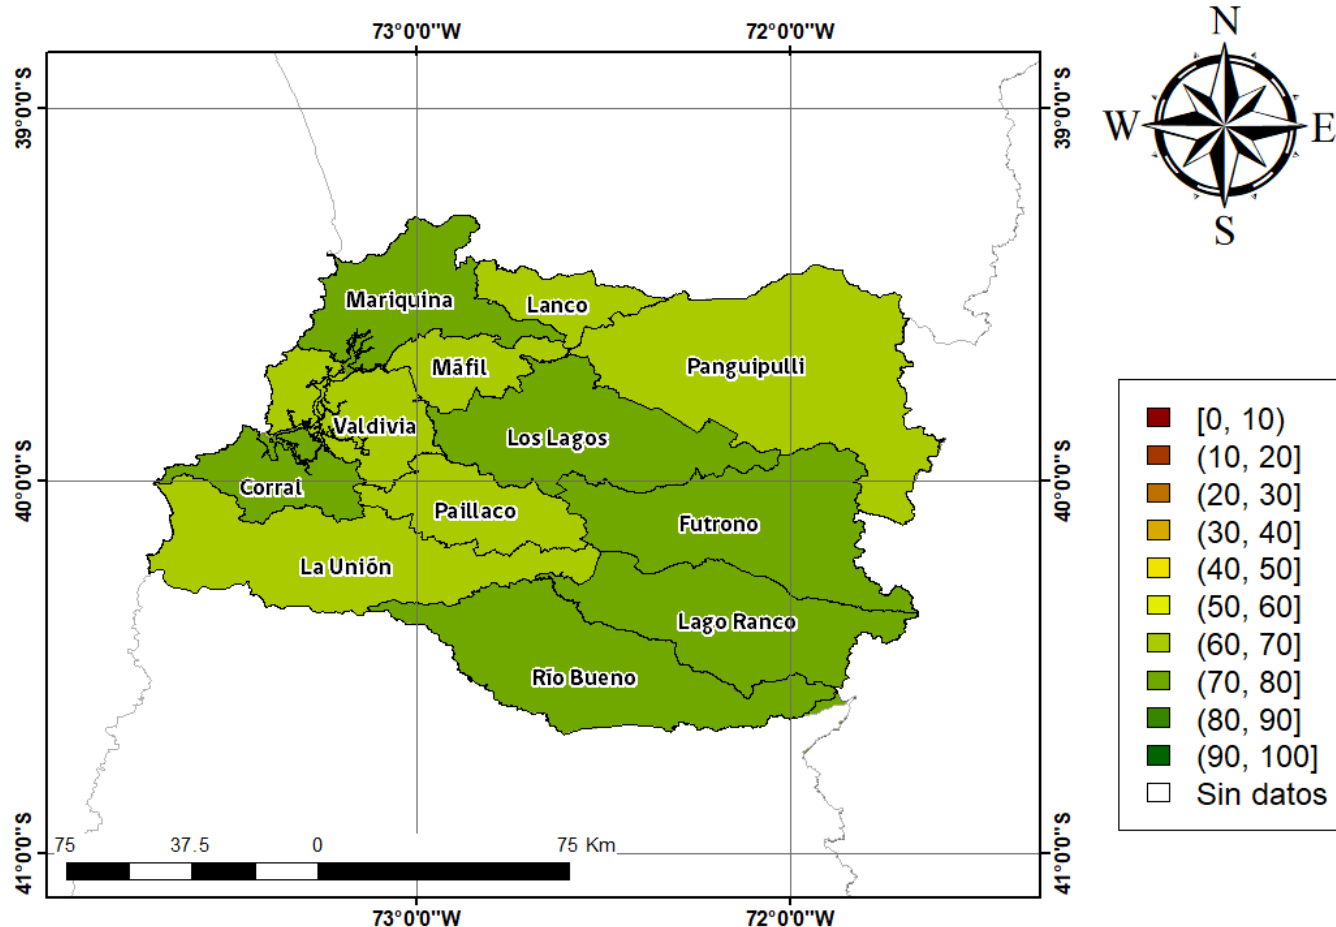 73°0'0"W
72°0'0"W
N
W
E
S
39°0'0"S
39°0'0"S
Mariquina
Lanco
Máfil
Panguipulli
Valdivia
Los Lagos
40°0'0"S
40°0'0"S
Corral
Paillaco
Futrono
La Unión
Lago Ranco
Río Bueno
[0, 10)
(10, 20]
(20, 30]
(30, 40]
(40, 50]
(50, 60]
(60, 70]
(70, 80]
(80, 90]
(90, 100]
Sin datos
75 37.5 0 75 Km
41°0'0"S
41°0'0"S
73°0'0"W
72°0'0"W